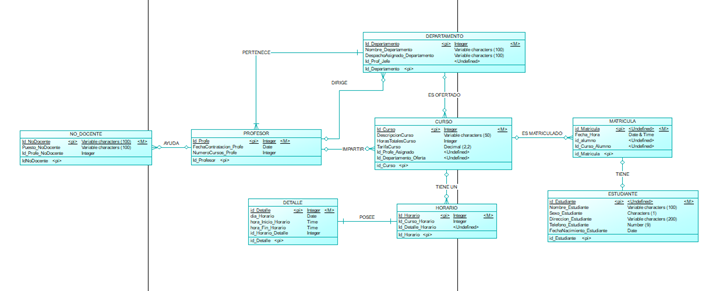 DEPARTAMENTO
Id_Departamento <pi> Integer <M>
Nombre_Departamento Variable characters (100)
DespachoAsignado_Departamento Variable characters (100)
Id_Prof_Jefe <Undefined>
Id_Departamento <pi>
PERTENECE
DIRIGE
ES OFERTADO
NO_DOCENTE
Id_NoDocente <pi> Variable characters (100) <M>
Puesto_NoDocente Variable characters (100)
Id_Profe_NoDocente Integer
IdNoDocente <pi>
AYUDA
PROFESOR
Id_Profe <pi> Integer <M>
FechaContratacion_Profe Date
NumeroCursos_Profe Integer
Id_Profesor <pi>
IMPARTIR
CURSO
Id_Curso <pi> Integer <M>
DescripcionCurso Variable characters (50)
HorasTotalesCurso Integer
TarifaCurso Decimal (2,2)
Id_Profe_Asignado <Undefined>
Id_Departamento_Oferta <Undefined>
Id_Curso <pi>
ES MATRICULADO
MATRICULA
Id_Matricula <pi> <Undefined> <M>
Fecha_Hora Date & Time
id_alumno <Undefined>
Id_Curso_Alumno <Undefined>
Id_Matricula <pi>
TIENE
TIENE UN
ESTUDIANTE
Id_Estudiante <pi> <Undefined> <M>
Nombre_Estudiante Variable characters (100)
Sexo_Estudiante Characters (1)
Direccion_Estudiante Variable characters (200)
Telefono_Estudiante Number (9)
FechaNacimiento_Estudiante Date
Id_Estudiante <pi>
DETALLE
id_Detalle <pi> Integer <M>
dia_Horario Date
hora_Inicio_Horario Time
hora_Fin_Horario Time
Id_Horario_Detalle Integer
Id_Detalle <pi>
POSEE
HORARIO
Id_Horario <pi> Integer <M>
Id_Curso_Horario Integer
Id_Detalle_Horario <Undefined>
Id_Horario <pi>